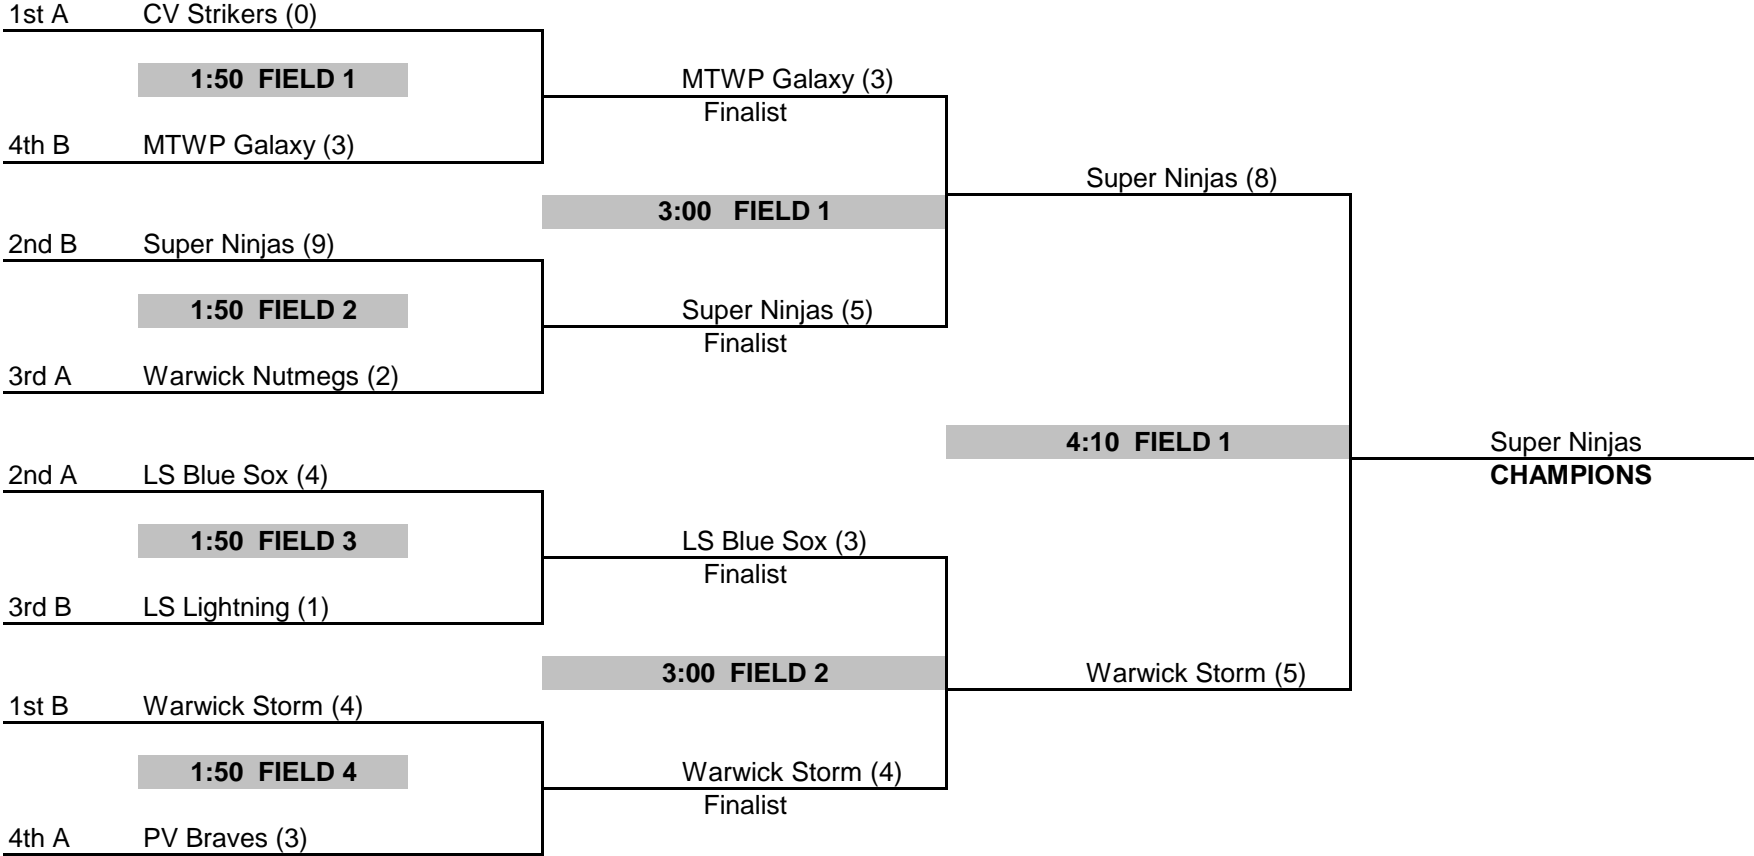 1st A CV Strikers (0)
1:50 FIELD 1
MTWP Galaxy (3)
Finalist
4th B MTWP Galaxy (3)
Super Ninjas (8)
3:00 FIELD 1
2nd B Super Ninjas (9)
1:50 FIELD 2
Super Ninjas (5)
Finalist
3rd A Warwick Nutmegs (2)
4:10 FIELD 1
Super Ninjas
CHAMPIONS
2nd A LS Blue Sox (4)
1:50 FIELD 3
LS Blue Sox (3)
Finalist
3rd B LS Lightning (1)
3:00 FIELD 2
Warwick Storm (5)
1st B Warwick Storm (4)
1:50 FIELD 4
Warwick Storm (4)
Finalist
4th A PV Braves (3)